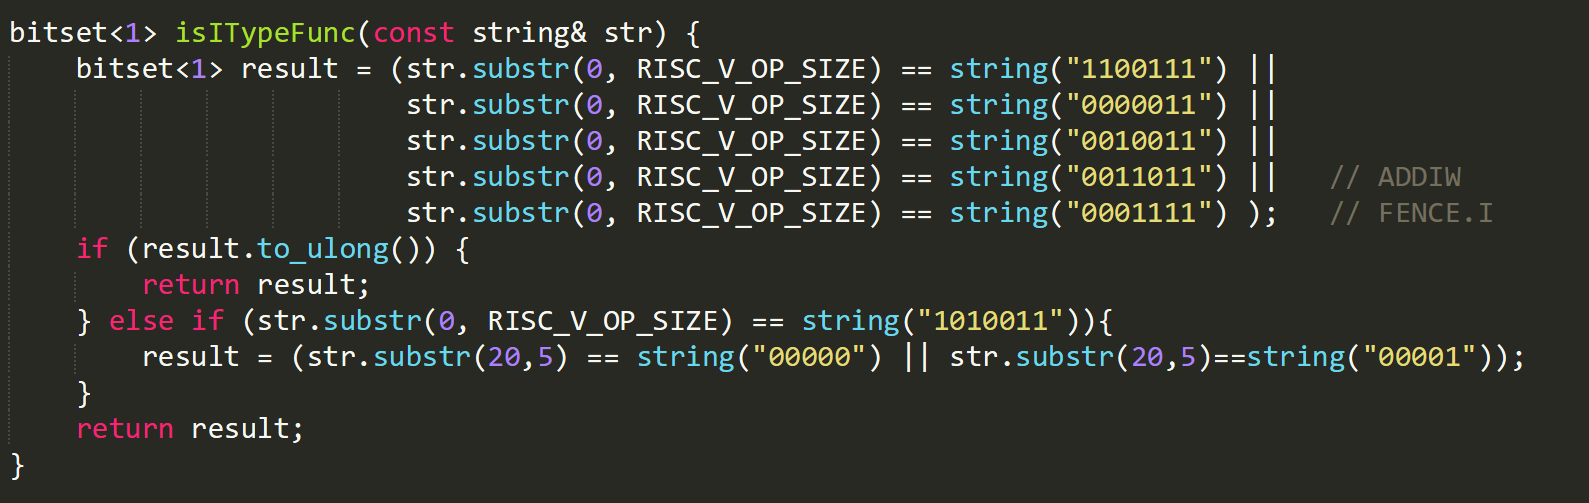 bitset<1> isITypeFunc(const string& str) {
    bitset<1> result = (str.substr(0, RISC_V_OP_SIZE) == string("1100111") ||
                        str.substr(0, RISC_V_OP_SIZE) == string("0000011") ||
                        str.substr(0, RISC_V_OP_SIZE) == string("0010011") ||
                        str.substr(0, RISC_V_OP_SIZE) == string("0011011") ||   // ADDIW
                        str.substr(0, RISC_V_OP_SIZE) == string("0001111") );   // FENCE.I
    if (result.to_ulong()) {
        return result;
    } else if (str.substr(0, RISC_V_OP_SIZE) == string("1010011")){
        result = (str.substr(20,5) == string("00000") || str.substr(20,5)==string("00001"));
    }
    return result;
}